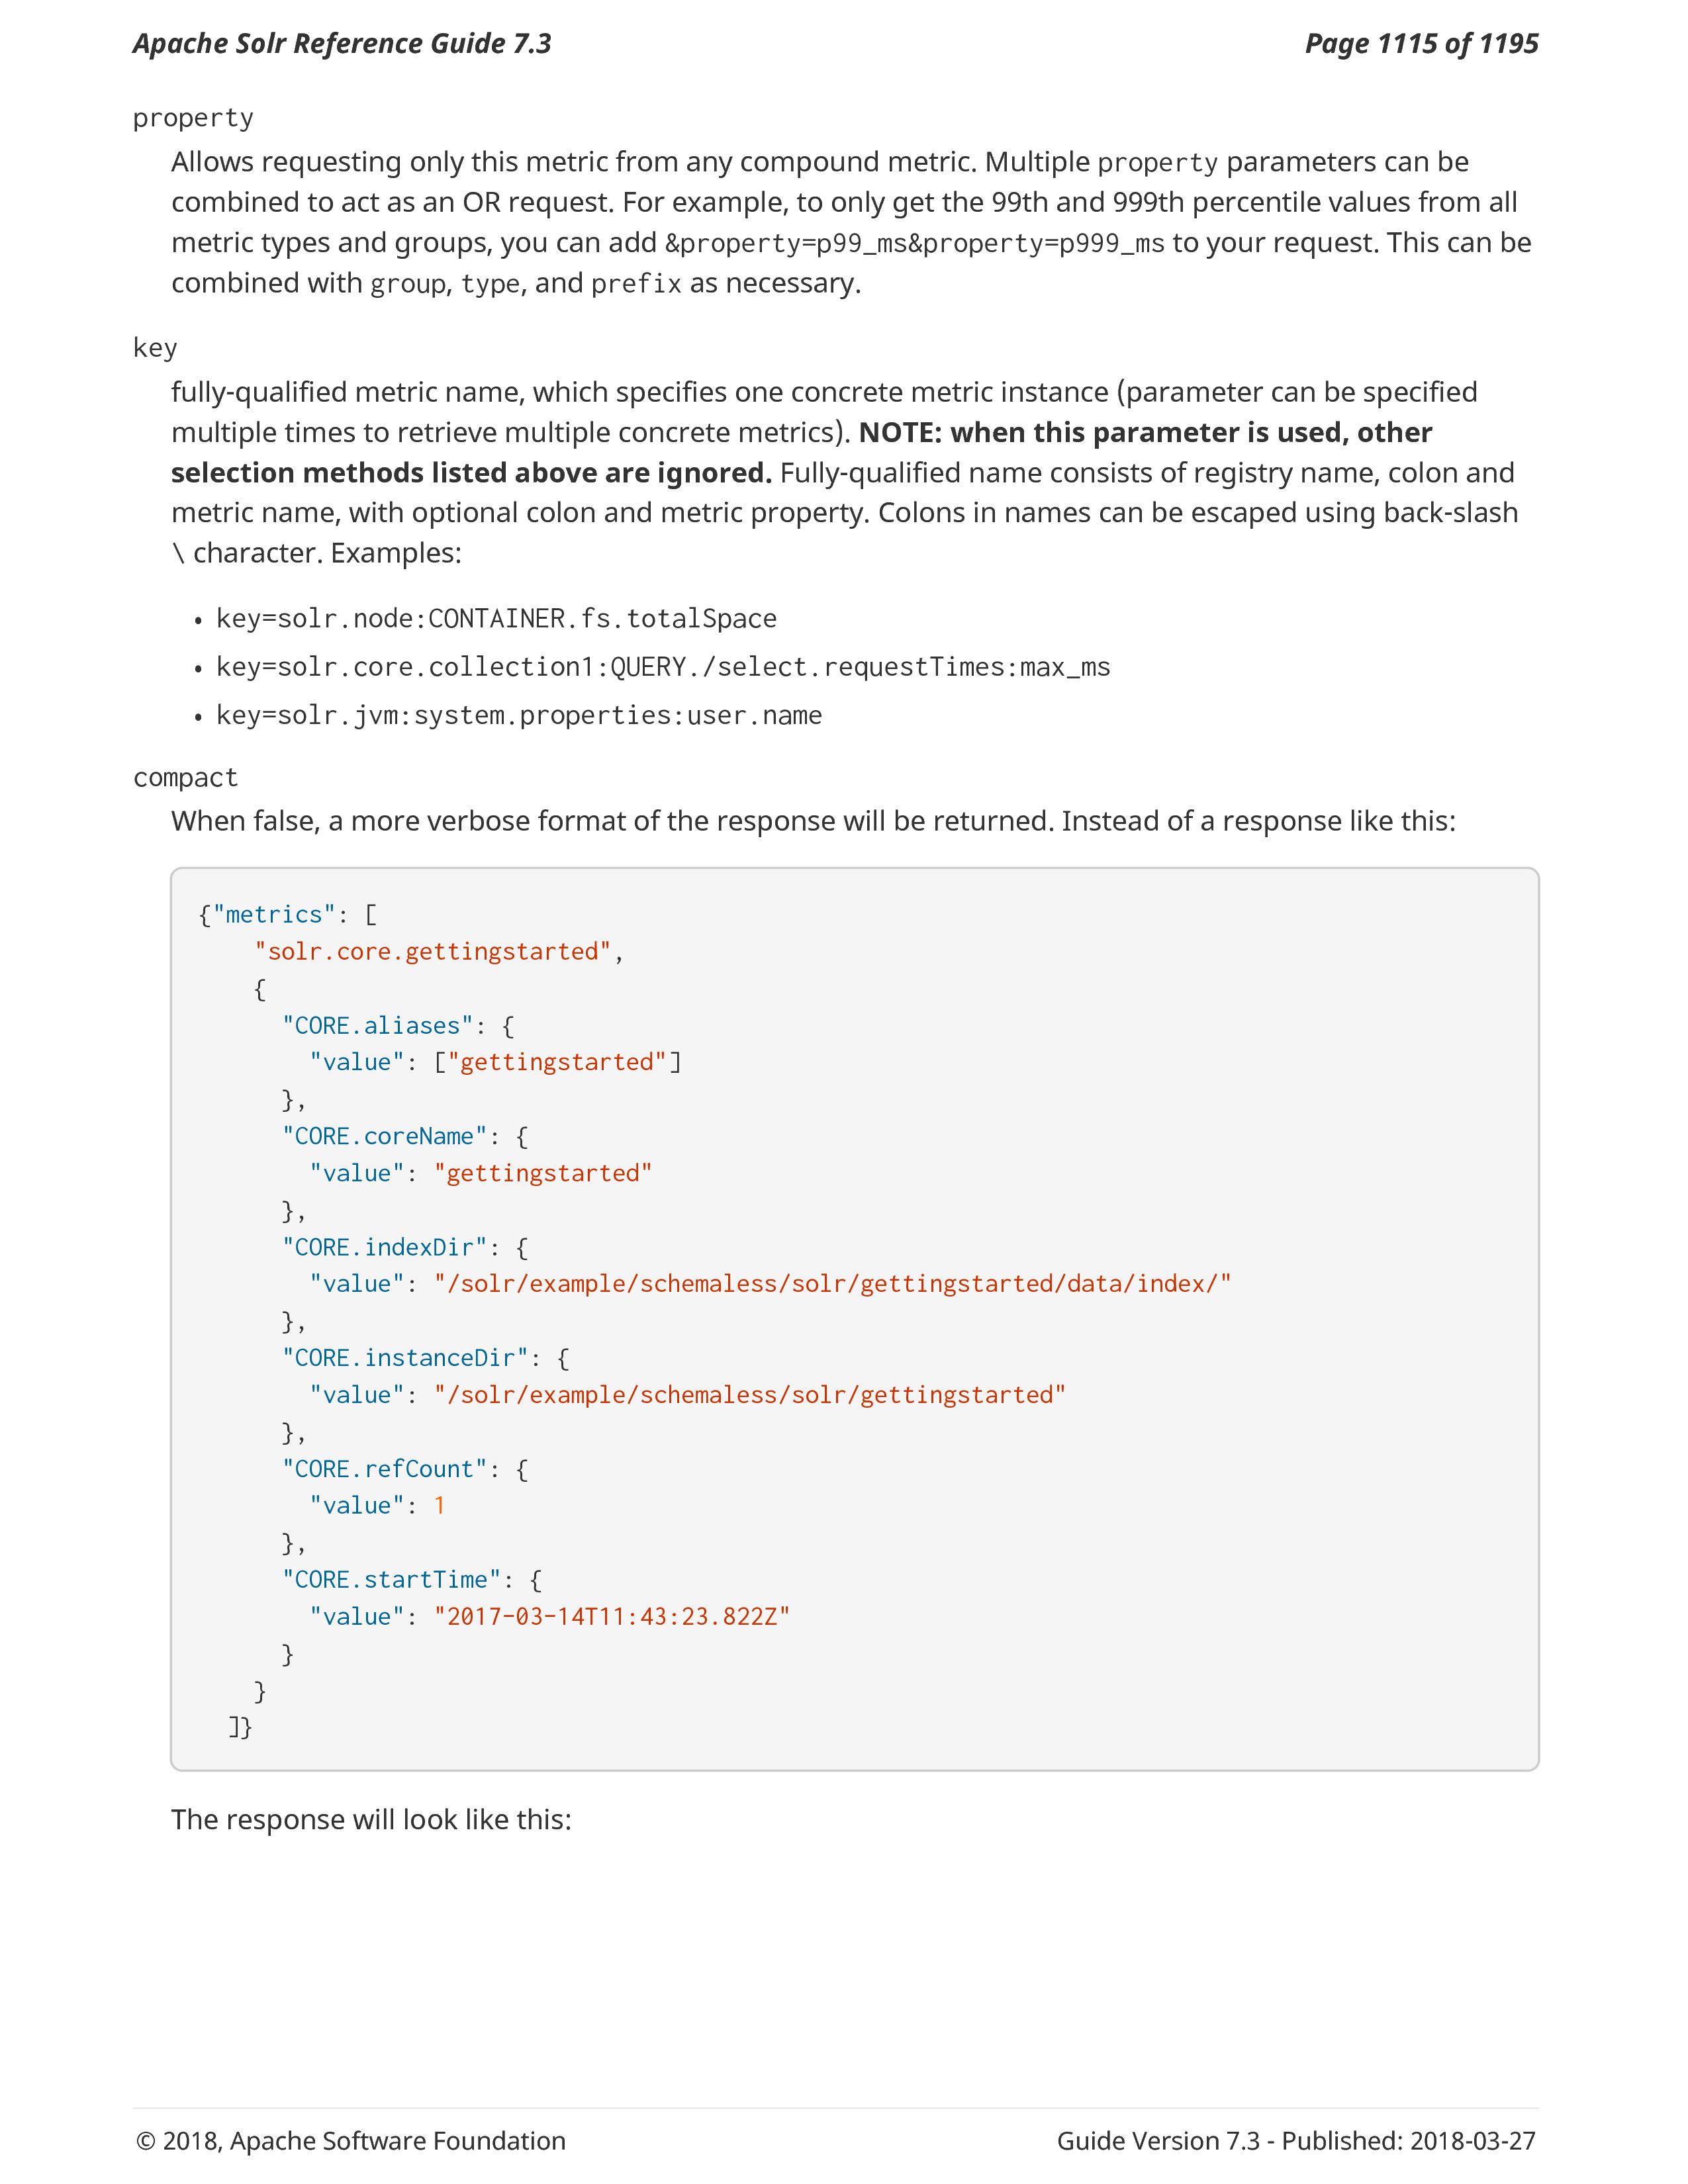 Apache Solr Reference Guide 7.3 Page 1115 of 1195
property
Allows requesting only this metric from any compound metric. Multiple property parameters can be
combined to act as an OR request. For example, to only get the 99th and 999th percentile values from all
metric types and groups, you can add &property=p99_ms&property=p999_ms to your request. This can be
combined with group, type, and prefix as necessary.
key
fully-qualified metric name, which specifies one concrete metric instance (parameter can be specified
multiple times to retrieve multiple concrete metrics). NOTE: when this parameter is used, other
selection methods listed above are ignored. Fully-qualified name consists of registry name, colon and
metric name, with optional colon and metric property. Colons in names can be escaped using back-slash
\ character. Examples:
• key=solr.node:CONTAINER.fs.totalSpace
• key=solr.core.collection1:QUERY./select.requestTimes:max_ms
• key=solr.jvm:system.properties:user.name
compact
When false, a more verbose format of the response will be returned. Instead of a response like this:
{"metrics": [
    "solr.core.gettingstarted",
    {
      "CORE.aliases": {
        "value": ["gettingstarted"]
      },
      "CORE.coreName": {
        "value": "gettingstarted"
      },
      "CORE.indexDir": {
        "value": "/solr/example/schemaless/solr/gettingstarted/data/index/"
      },
      "CORE.instanceDir": {
        "value": "/solr/example/schemaless/solr/gettingstarted"
      },
      "CORE.refCount": {
        "value": 1
      },
      "CORE.startTime": {
        "value": "2017-03-14T11:43:23.822Z"
      }
    }
  ]}
The response will look like this:
© 2018, Apache Software Foundation Guide Version 7.3 - Published: 2018-03-27